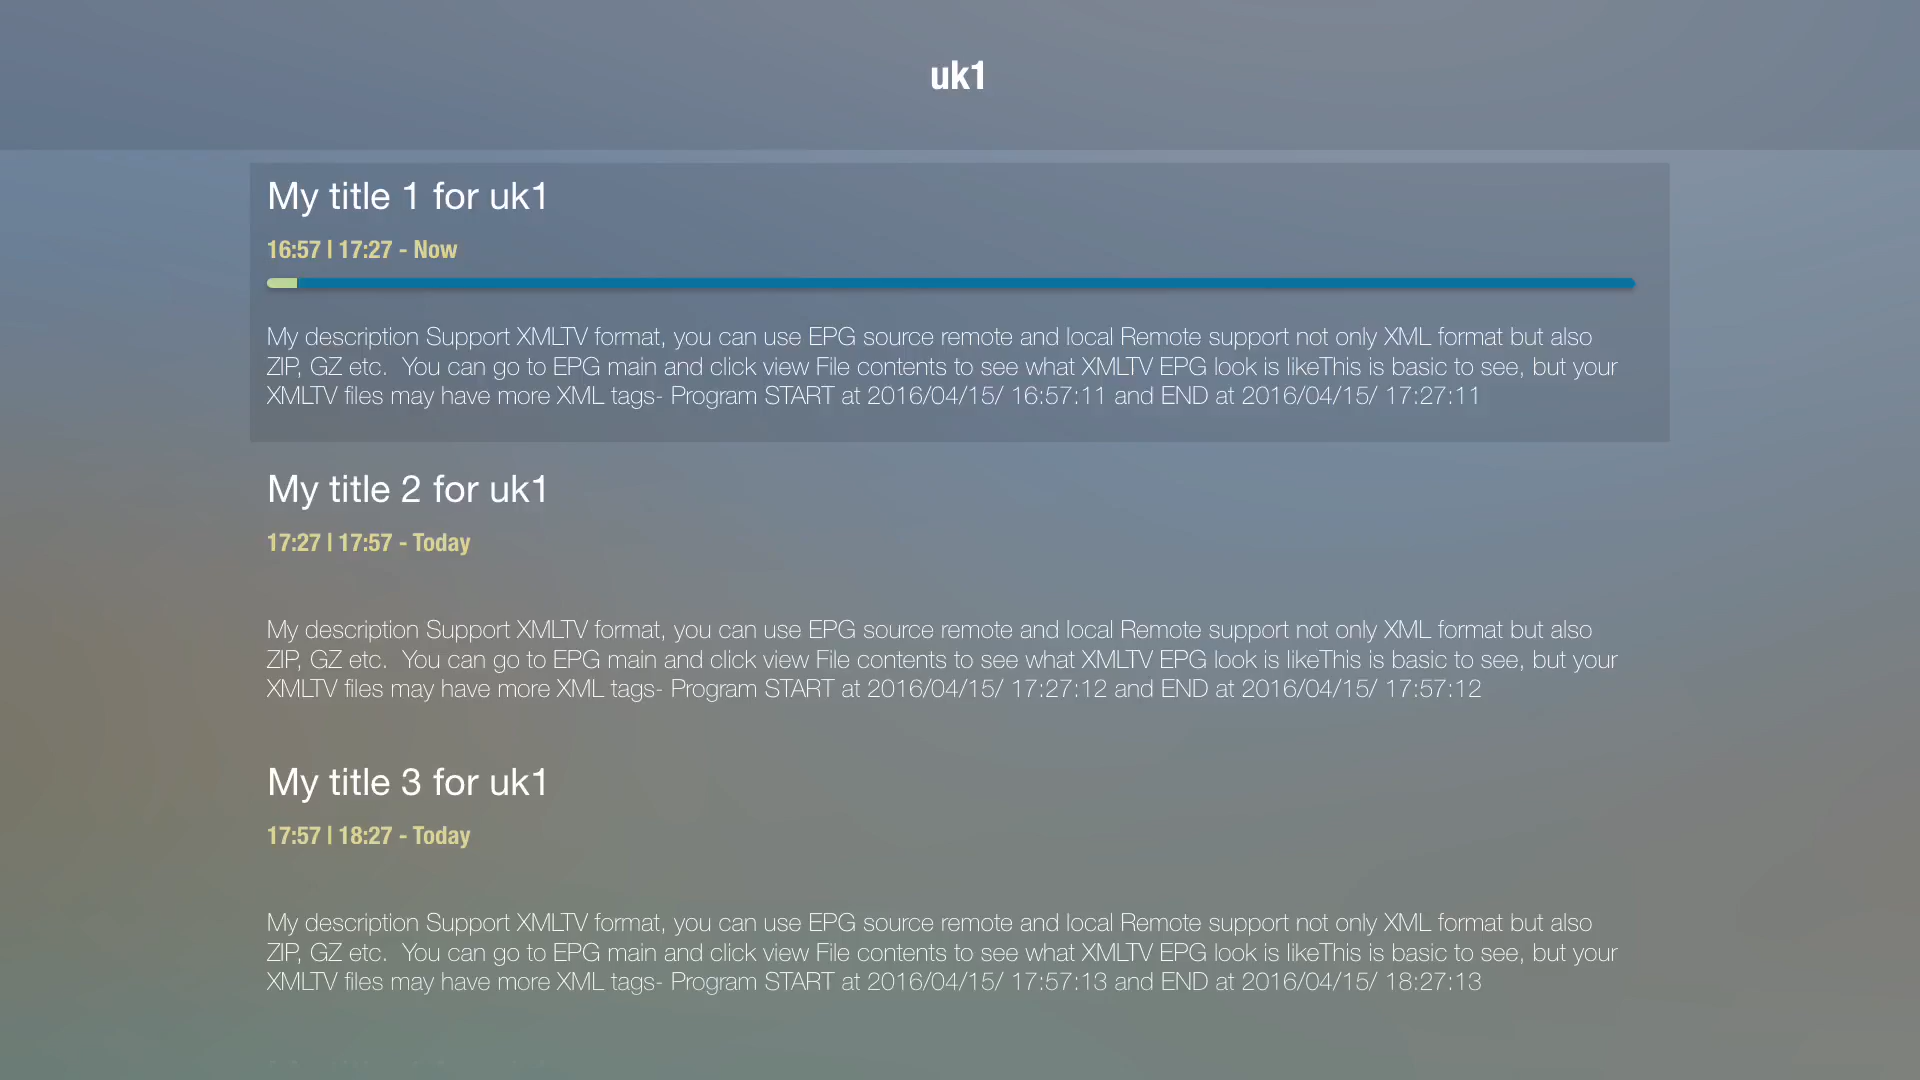 uk1
My title 1 for uk1
16:57 | 17:27 - Now
My description Support XMLTV format, you can use EPG source remote and local Remote support not only XML format but also
ZIP, GZ etc.  You can go to EPG main and click view File contents to see what XMLTV EPG look is likeThis is basic to see, but your
XMLTV files may have more XML tags- Program START at 2016/04/15/ 16:57:11 and END at 2016/04/15/ 17:27:11
My title 2 for uk1
17:27 | 17:57 - Today
My description Support XMLTV format, you can use EPG source remote and local Remote support not only XML format but also
ZIP, GZ etc.  You can go to EPG main and click view File contents to see what XMLTV EPG look is likeThis is basic to see, but your
XMLTV files may have more XML tags- Program START at 2016/04/15/ 17:27:12 and END at 2016/04/15/ 17:57:12
My title 3 for uk1
17:57 | 18:27 - Today
My description Support XMLTV format, you can use EPG source remote and local Remote support not only XML format but also
ZIP, GZ etc.  You can go to EPG main and click view File contents to see what XMLTV EPG look is likeThis is basic to see, but your
XMLTV files may have more XML tags- Program START at 2016/04/15/ 17:57:13 and END at 2016/04/15/ 18:27:13